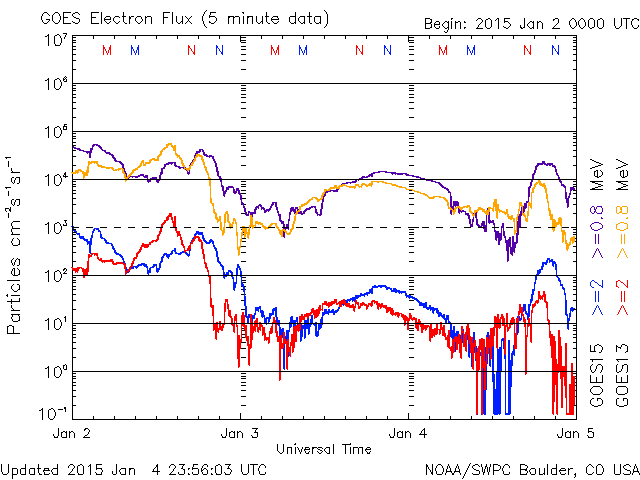 GOES Electron Flux (5 minute data)
Begin: 2015 Jan 2 0000 UTC
Particles cm⁻²s⁻¹sr⁻¹
10⁷
10⁶
10⁵
10⁴
10³
10²
10¹
10⁰
10⁻¹
M M N N M M N N M M N N
Jan 2 Jan 3 Jan 4 Jan 5
Universal Time
GOES15 >=2 >=0.8 MeV
GOES13 >=2 >=0.8 MeV
Updated 2015 Jan 4 23:56:03 UTC
NOAA/SWPC Boulder, CO USA